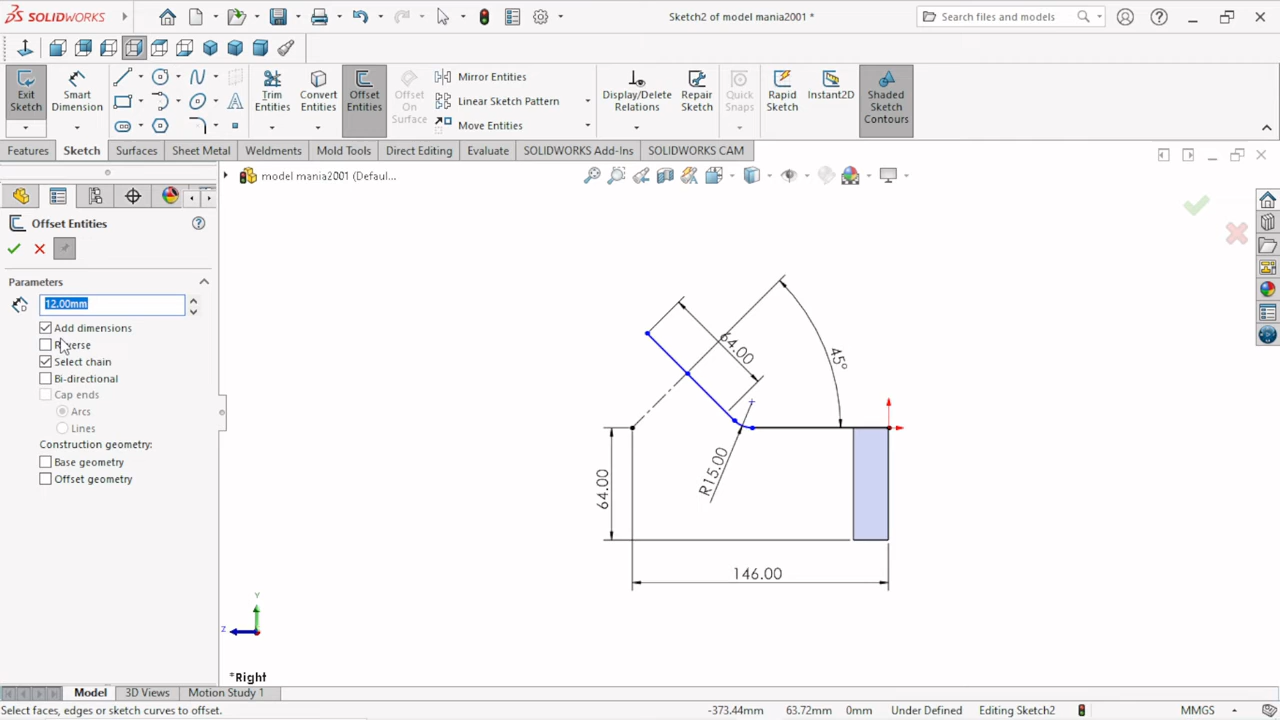 SOLIDWORKS
Sketch2 of model mania2001 *
Search files and models
Exit Sketch
Smart Dimension
Trim Entities
Convert Entities
Offset Entities
Offset On Surface
Mirror Entities
Linear Sketch Pattern
Move Entities
Display/Delete Relations
Repair Sketch
Quick Snaps
Rapid Sketch
Instant2D
Shaded Sketch Contours
Features
Sketch
Surfaces
Sheet Metal
Weldments
Mold Tools
Direct Editing
Evaluate
SOLIDWORKS Add-Ins
SOLIDWORKS CAM
model mania2001 (Defaul...
Offset Entities
Parameters
12.00mm
Add dimensions
Reverse
Select chain
Bi-directional
Cap ends
Arcs
Lines
Construction geometry:
Base geometry
Offset geometry
64.00
45°
R15.00
64.00
146.00
Y
Z
*Right
Model
3D Views
Motion Study 1
Select faces, edges or sketch curves to offset.
-373.44mm
63.72mm
0mm
Under Defined
Editing Sketch2
MMGS